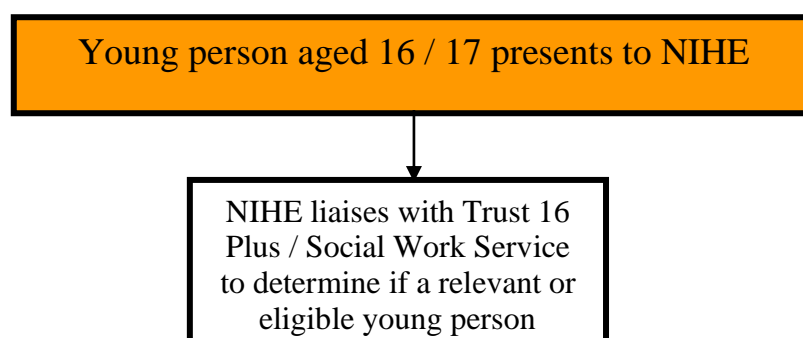 Young person aged 16 / 17 presents to NIHE
NIHE liaises with Trust 16
Plus / Social Work Service
to determine if a relevant or
eligible young person